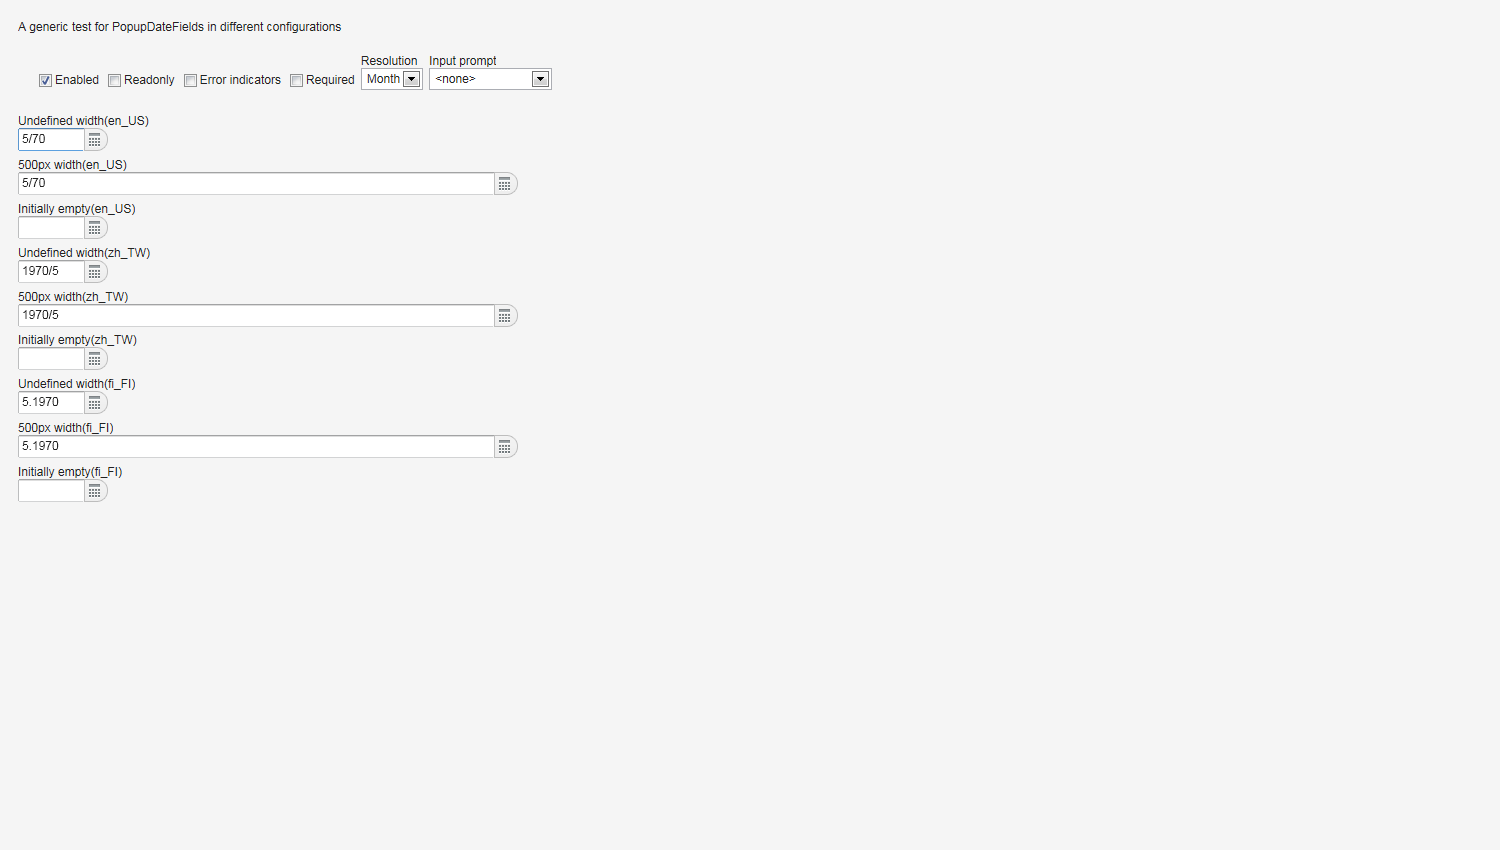 A generic test for PopupDateFields in different configurations
Resolution Input prompt
Enabled Readonly Error indicators Required Month <none>
Undefined width(en_US)
5/70
500px width(en_US)
5/70
Initially empty(en_US)
Undefined width(zh_TW)
1970/5
500px width(zh_TW)
1970/5
Initially empty(zh_TW)
Undefined width(fi_FI)
5.1970
500px width(fi_FI)
5.1970
Initially empty(fi_FI)